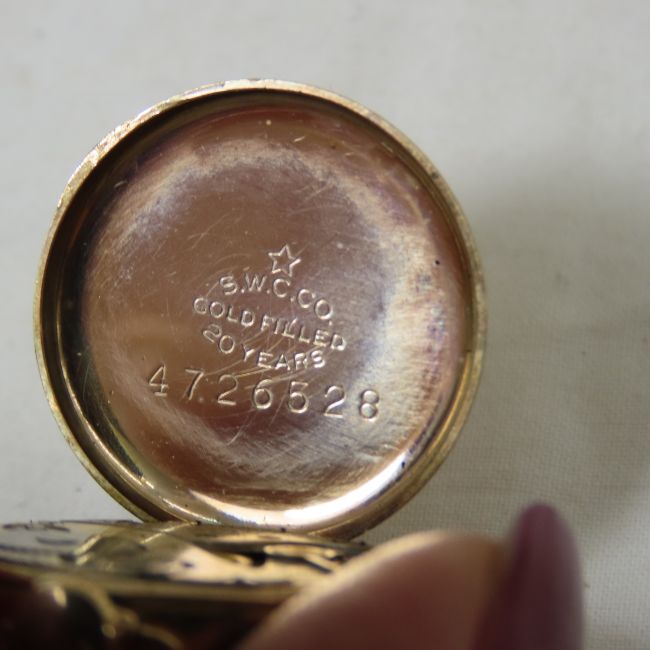 S.W.C.CO
GOLD FILLED
20 YEARS
4726528